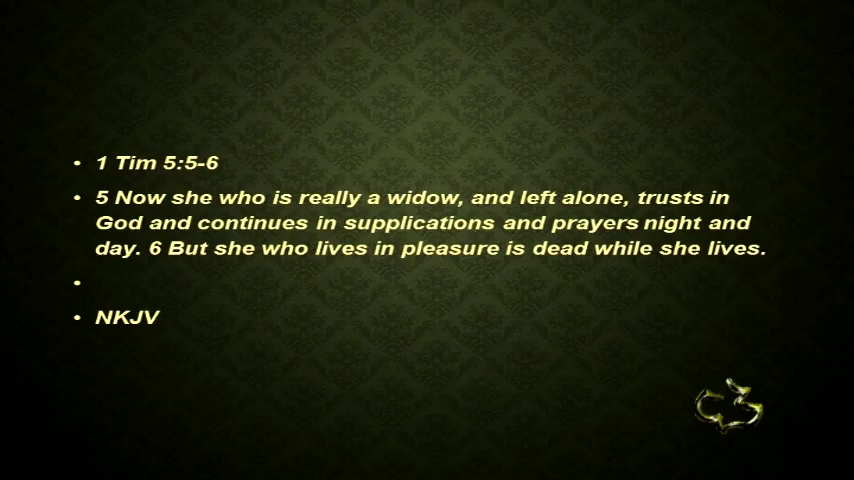 • 1 Tim 5:5-6
• 5 Now she who is really a widow, and left alone, trusts in
God and continues in supplications and prayers night and
day. 6 But she who lives in pleasure is dead while she lives.
•
• NKJV
C3